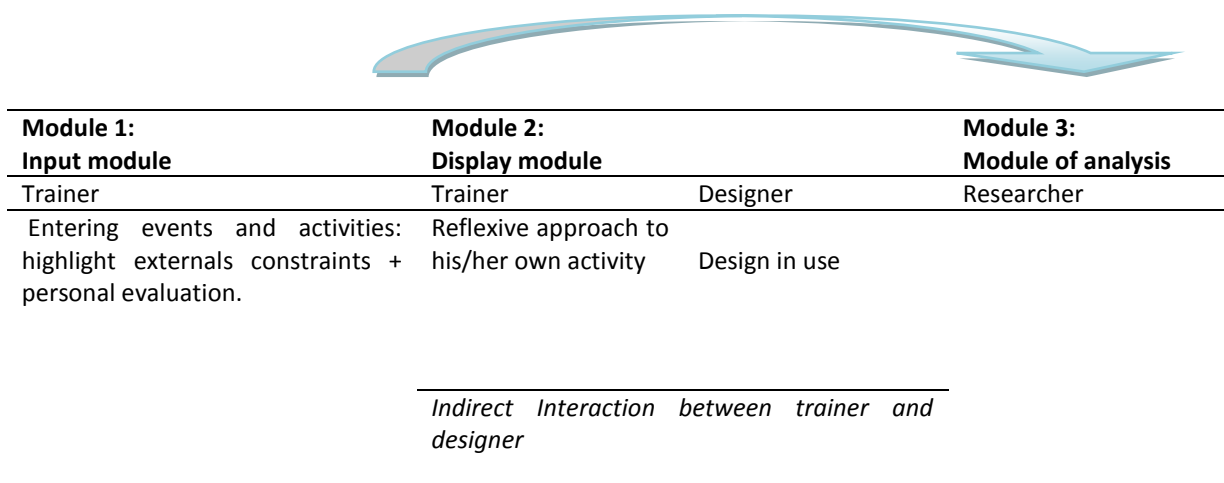 Module 1:
Input module
Module 2:
Display module
Module 3:
Module of analysis
Trainer
Trainer
Designer
Researcher
Entering events and activities:
highlight externals constraints +
personal evaluation.
Reflexive approach to
his/her own activity
Design in use
Indirect Interaction between trainer and
designer